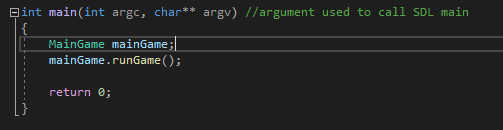 int main(int argc, char** argv) //argument used to call SDL main
{
MainGame mainGame;
mainGame.runGame();
return 0;
}